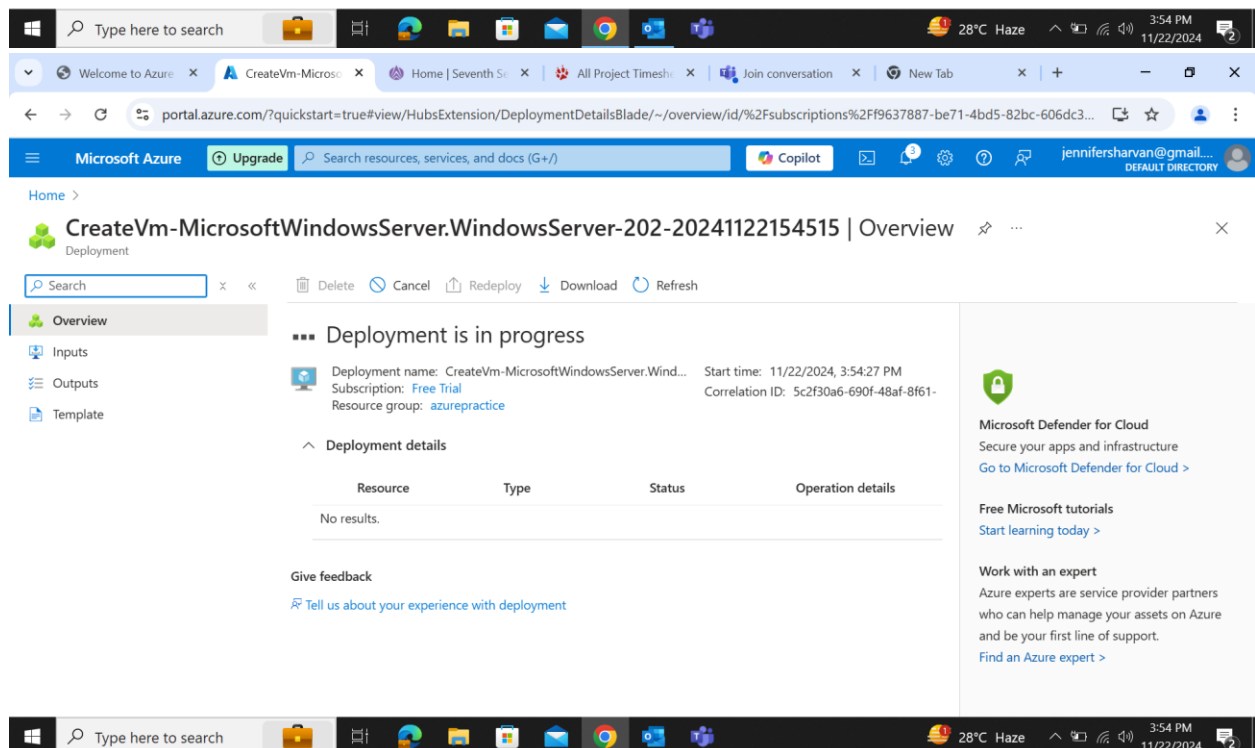 Type here to search
28°C Haze
3:54 PM
11/22/2024
2
Welcome to Azure
CreateVm-Microso
Home | Seventh Se
All Project Timeshe
Join conversation
New Tab
portal.azure.com/?quickstart=true#view/HubsExtension/DeploymentDetailsBlade/~/overview/id/%2Fsubscriptions%2Ff9637887-be71-4bd5-82bc-606dc3...
Microsoft Azure
Upgrade
Search resources, services, and docs (G+/)
Copilot
3
jennifersharvan@gmail....
DEFAULT DIRECTORY
Home >
CreateVm-MicrosoftWindowsServer.WindowsServer-202-20241122154515 | Overview
Deployment
Search
Delete Cancel Redeploy Download Refresh
Overview
Inputs
Outputs
Template
Deployment is in progress
Deployment name: CreateVm-MicrosoftWindowsServer.Wind...
Subscription: Free Trial
Resource group: azurepractice
Start time: 11/22/2024, 3:54:27 PM
Correlation ID: 5c2f30a6-690f-48af-8f61-
Deployment details
Resource Type Status Operation details
No results.
Give feedback
Tell us about your experience with deployment
Microsoft Defender for Cloud
Secure your apps and infrastructure
Go to Microsoft Defender for Cloud >
Free Microsoft tutorials
Start learning today >
Work with an expert
Azure experts are service provider partners
who can help manage your assets on Azure
and be your first line of support.
Find an Azure expert >
Type here to search
28°C Haze
3:54 PM
11/22/2024